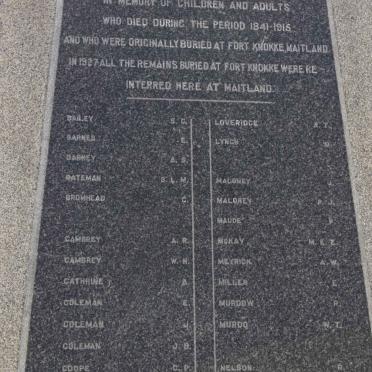 IN MEMORY OF CHILDREN AND ADULTS
WHO DIED DURING THE PERIOD 1841-1915
AND WHO WERE ORIGINALLY BURIED AT FORT KNOKKE, MAITLAND.
IN 1927 ALL THE REMAINS BURIED AT FORT KNOKKE WERE RE-
INTERRED HERE AT MAITLAND.
BAILEY S. C.
BARNES E.
BARNEY A. S.
BATEMAN S. L. M.
BROMHEAD C.
CAMBREY A. R.
CAMBREY W. H.
CATHRINE
COLEMAN E.
COLEMAN J.
COLEMAN J. B.
COOPE C. P.
LOVERIDGE
LYNCH
MALONEY J.
MALONEY P. J.
MAUDE
McKAY M. E. E.
MEYRICK A. W.
MILLER E.
MURDOW R.
MURDO W. T.
NELSON R.